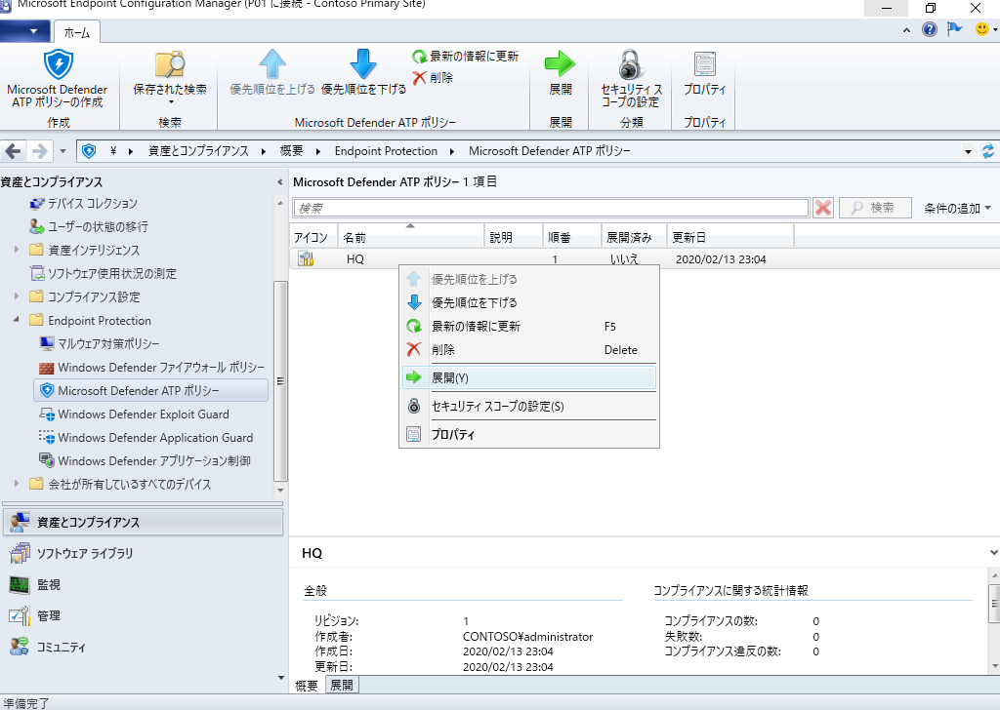 Microsoft Endpoint Configuration Manager (P01 に接続 - Contoso Primary Site)
ホーム
Microsoft Defender
ATP ポリシーの作成
作成
保存された検索
検索
優先順位を上げる
優先順位を下げる
最新の情報に更新
削除
Microsoft Defender ATP ポリシー
展開
展開
セキュリティ ス
コープの設定
分類
プロパティ
プロパティ
¥ 資産とコンプライアンス 概要 Endpoint Protection Microsoft Defender ATP ポリシー
資産とコンプライアンス
デバイス コレクション
ユーザーの状態の移行
資産インテリジェンス
ソフトウェア使用状況の測定
コンプライアンス設定
Endpoint Protection
マルウェア対策ポリシー
Windows Defender ファイアウォール ポリシー
Microsoft Defender ATP ポリシー
Windows Defender Exploit Guard
Windows Defender Application Guard
Windows Defender アプリケーション制御
会社が所有しているすべてのデバイス
資産とコンプライアンス
ソフトウェア ライブラリ
監視
管理
コミュニティ
Microsoft Defender ATP ポリシー 1 項目
検索
検索
条件の追加
アイコン 名前 説明 順番 展開済み 更新日
HQ 1 いいえ 2020/02/13 23:04
優先順位を上げる
優先順位を下げる
最新の情報に更新 F5
削除 Delete
展開(Y)
セキュリティ スコープの設定(S)
プロパティ
HQ
全般
リビジョン: 1
作成者: CONTOSO¥administrator
作成日: 2020/02/13 23:04
更新日: 2020/02/13 23:04
コンプライアンスに関する統計情報
コンプライアンスの数: 0
失敗数: 0
コンプライアンス違反の数: 0
概要 展開
準備完了